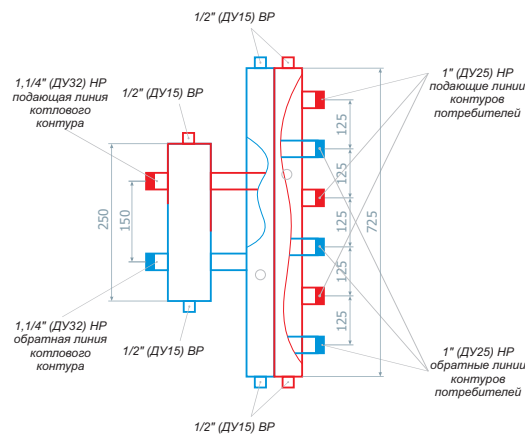 1/2" (ДУ15) ВР
1,1/4" (ДУ32) НР
подающая линия
котлового
контура
1/2" (ДУ15) ВР
1" (ДУ25) НР
подающие линии
контуров
потребителей
125
125
125
125
125
725
250
150
1,1/4" (ДУ32) НР
обратная линия
котлового
контура
1/2" (ДУ15) ВР
1" (ДУ25) НР
обратные линии
контуров
потребителей
1/2" (ДУ15) ВР